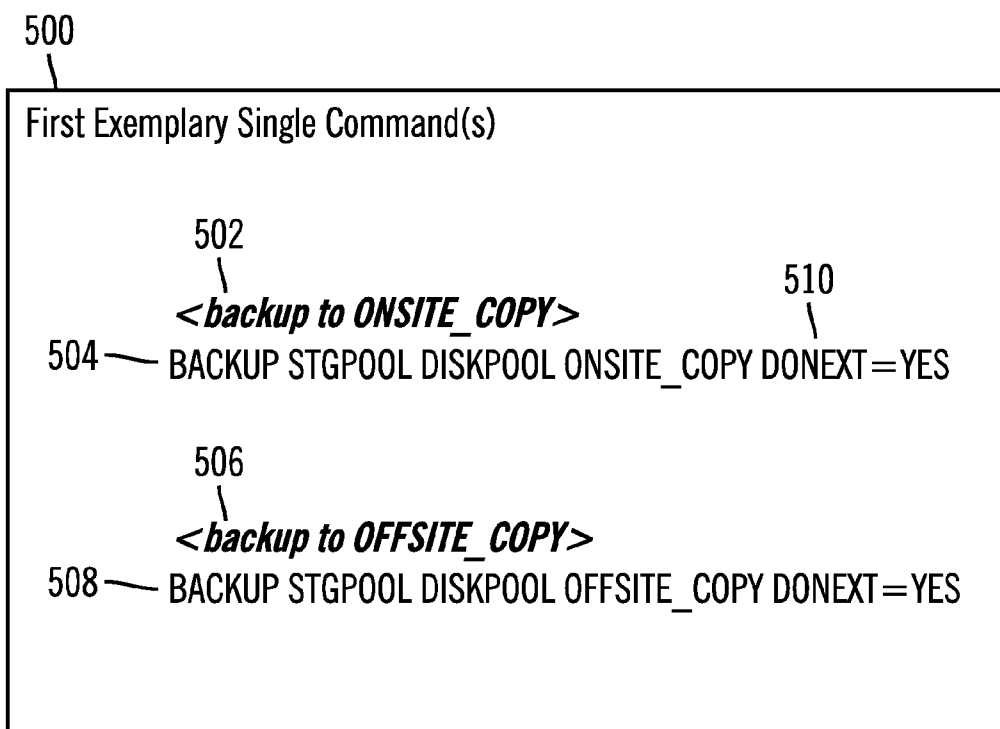 500
First Exemplary Single Command(s)
502
510
<backup to ONSITE_COPY>
504 BACKUP STGPOOL DISKPOOL ONSITE_COPY DONEXT=YES
506
<backup to OFFSITE_COPY>
508 BACKUP STGPOOL DISKPOOL OFFSITE_COPY DONEXT=YES